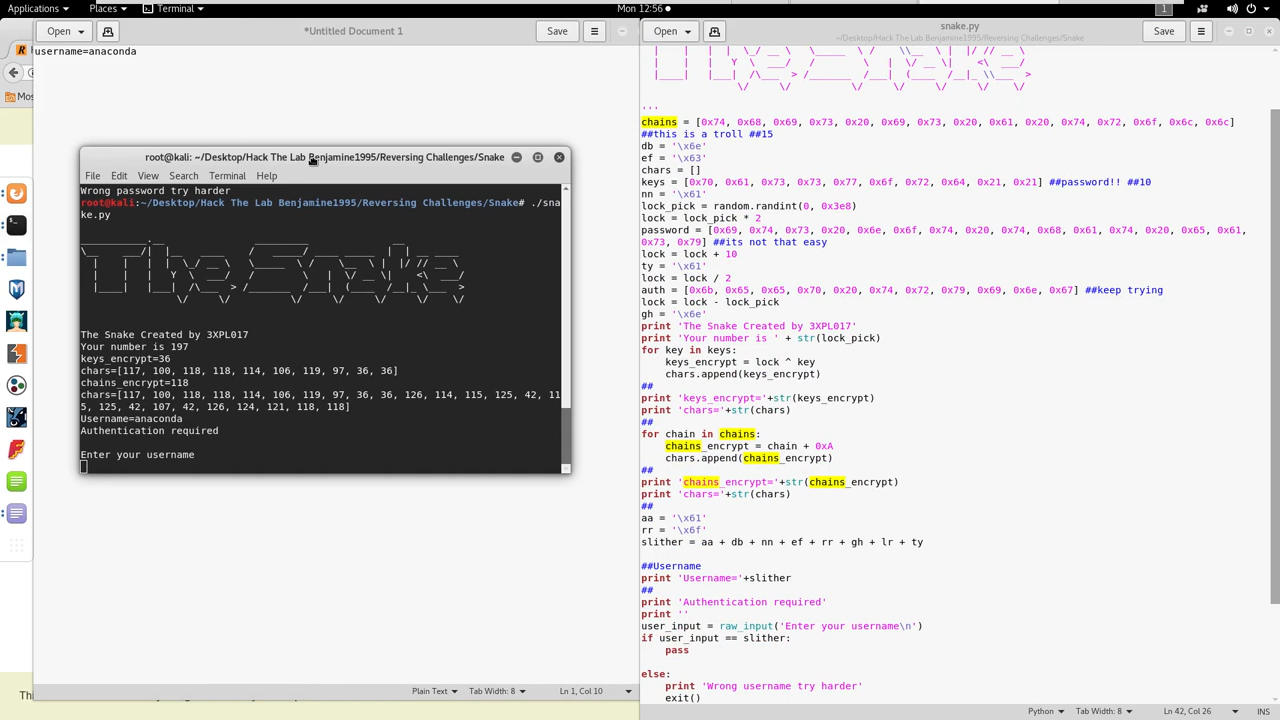 Applications
Places
Terminal
Mon 12:56
1
Open
*Untitled Document 1
Save
username=anaconda
Plain Text
Tab Width: 8
Ln 1, Col 10
root@kali: ~/Desktop/Hack The Lab Benjamine1995/Reversing Challenges/Snake
File Edit View Search Terminal Help
Wrong password try harder
root@kali:~/Desktop/Hack The Lab Benjamine1995/Reversing Challenges/Snake# ./sna
ke.py
The Snake Created by 3XPL017
Your number is 197
keys_encrypt=36
chars=[117, 100, 118, 118, 114, 106, 119, 97, 36, 36]
chains_encrypt=118
chars=[117, 100, 118, 118, 114, 106, 119, 97, 36, 36, 126, 114, 115, 125, 42, 11
5, 125, 42, 107, 42, 126, 124, 121, 118, 118]
Username=anaconda
Authentication required
Enter your username
Open
snake.py
~/Desktop/Hack The Lab Benjamine1995/Reversing Challenges/Snake
Save
'''
chains = [0x74, 0x68, 0x69, 0x73, 0x20, 0x69, 0x73, 0x20, 0x61, 0x20, 0x74, 0x72, 0x6f, 0x6c, 0x6c]
##this is a troll ##15
db = '\x6e'
ef = '\x63'
chars = []
keys = [0x70, 0x61, 0x73, 0x73, 0x77, 0x6f, 0x72, 0x64, 0x21, 0x21] ##password!! ##10
nn = '\x61'
lock_pick = random.randint(0, 0x3e8)
lock = lock_pick * 2
password = [0x69, 0x74, 0x73, 0x20, 0x6e, 0x6f, 0x74, 0x20, 0x74, 0x68, 0x61, 0x74, 0x20, 0x65, 0x61,
0x73, 0x79] ##its not that easy
lock = lock + 10
ty = '\x61'
lock = lock / 2
auth = [0x6b, 0x65, 0x65, 0x70, 0x20, 0x74, 0x72, 0x79, 0x69, 0x6e, 0x67] ##keep trying
lock = lock - lock_pick
gh = '\x6e'
print 'The Snake Created by 3XPL017'
print 'Your number is ' + str(lock_pick)
for key in keys:
    keys_encrypt = lock ^ key
    chars.append(keys_encrypt)
##
print 'keys_encrypt='+str(keys_encrypt)
print 'chars='+str(chars)
##
for chain in chains:
    chains_encrypt = chain + 0xA
    chars.append(chains_encrypt)
##
print 'chains_encrypt='+str(chains_encrypt)
print 'chars='+str(chars)
##
aa = '\x61'
rr = '\x6f'
slither = aa + db + nn + ef + rr + gh + lr + ty
##Username
print 'Username='+slither
##
print 'Authentication required'
print ''
user_input = raw_input('Enter your username\n')
if user_input == slither:
    pass
else:
    print 'Wrong username try harder'
    exit()
Python
Tab Width: 8
Ln 42, Col 26
INS